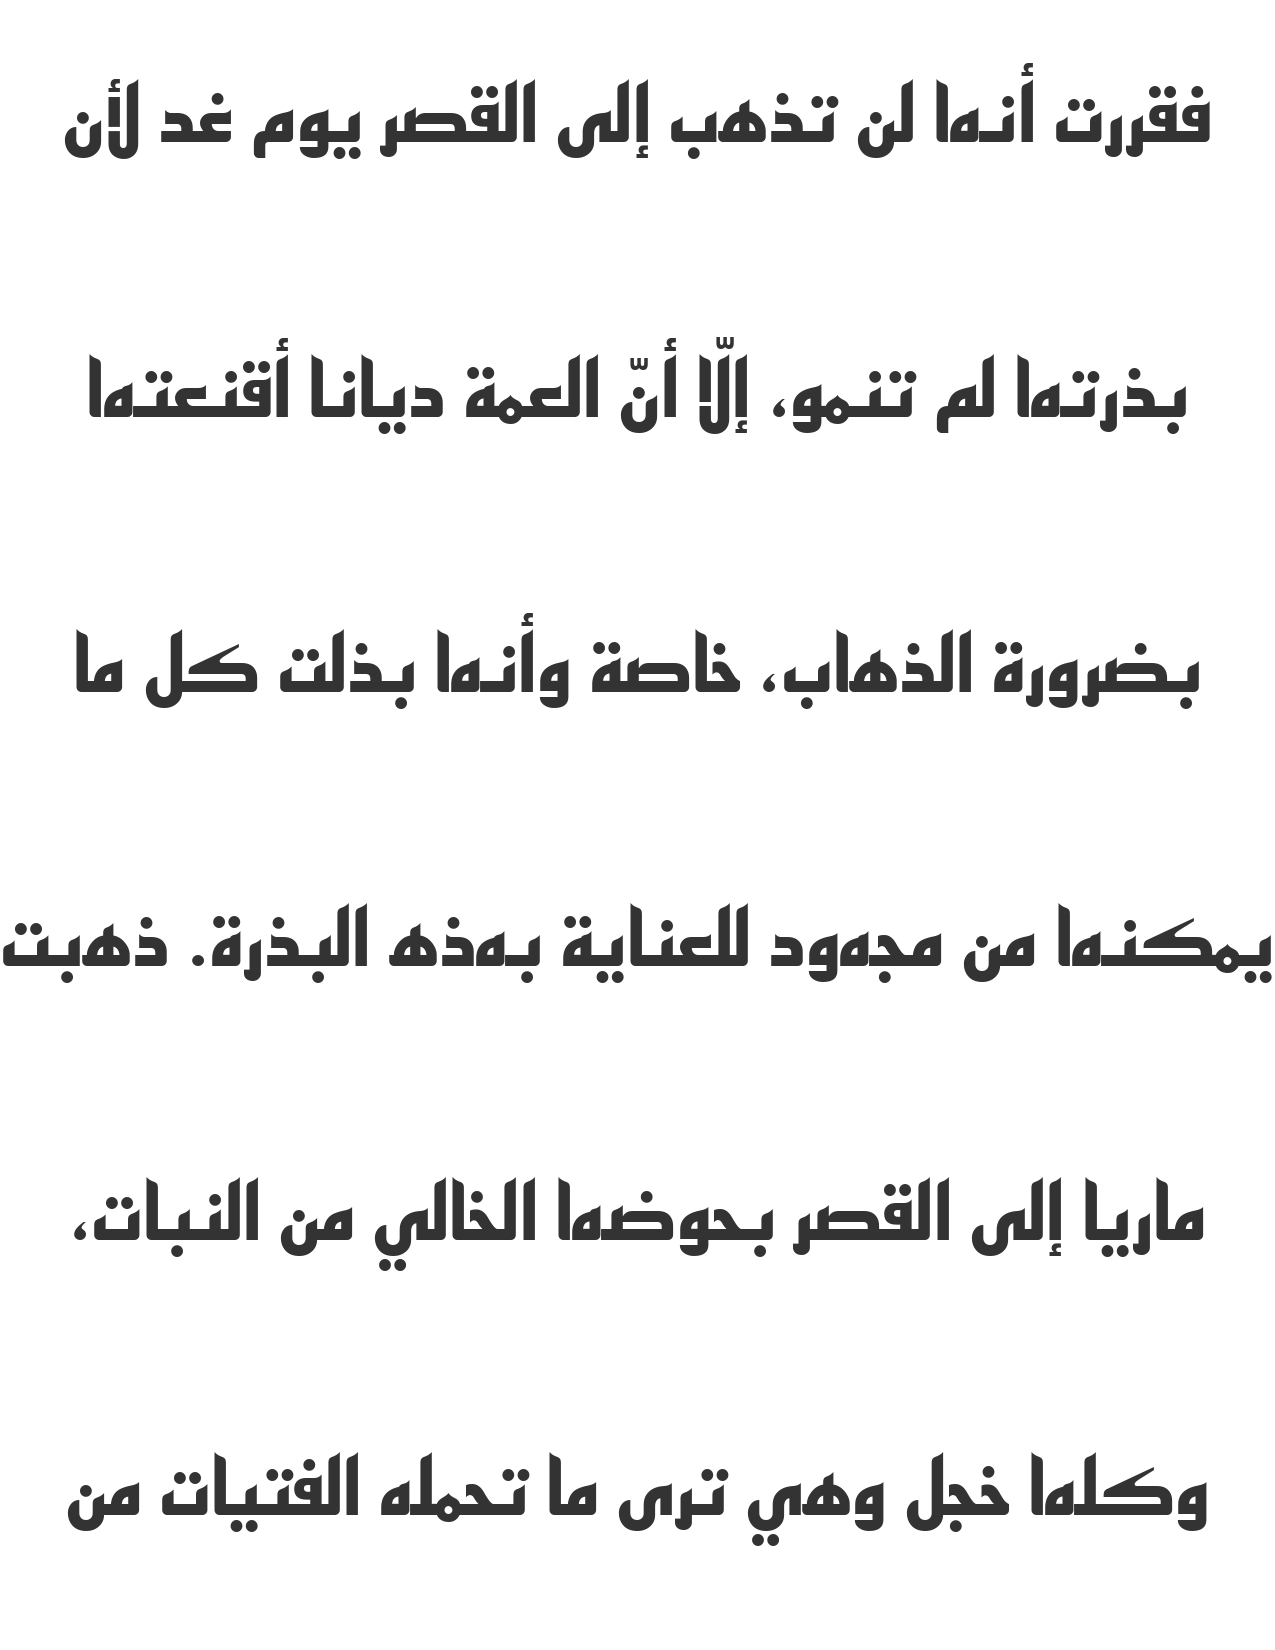 فقررت أنها لن تذهب إلى القصر يوم غد لأن
بذرتها لم تنمو، إلّا أنّ العمة ديانا أقنعتها
بضرورة الذهاب، خاصة وأنها بذلت كل ما
يمكنها من مجهود للعناية بهذه البذرة. ذهبت
ماريا إلى القصر بحوضها الخالي من النبات،
وكلها خجل وهي ترى ما تحمله الفتيات من